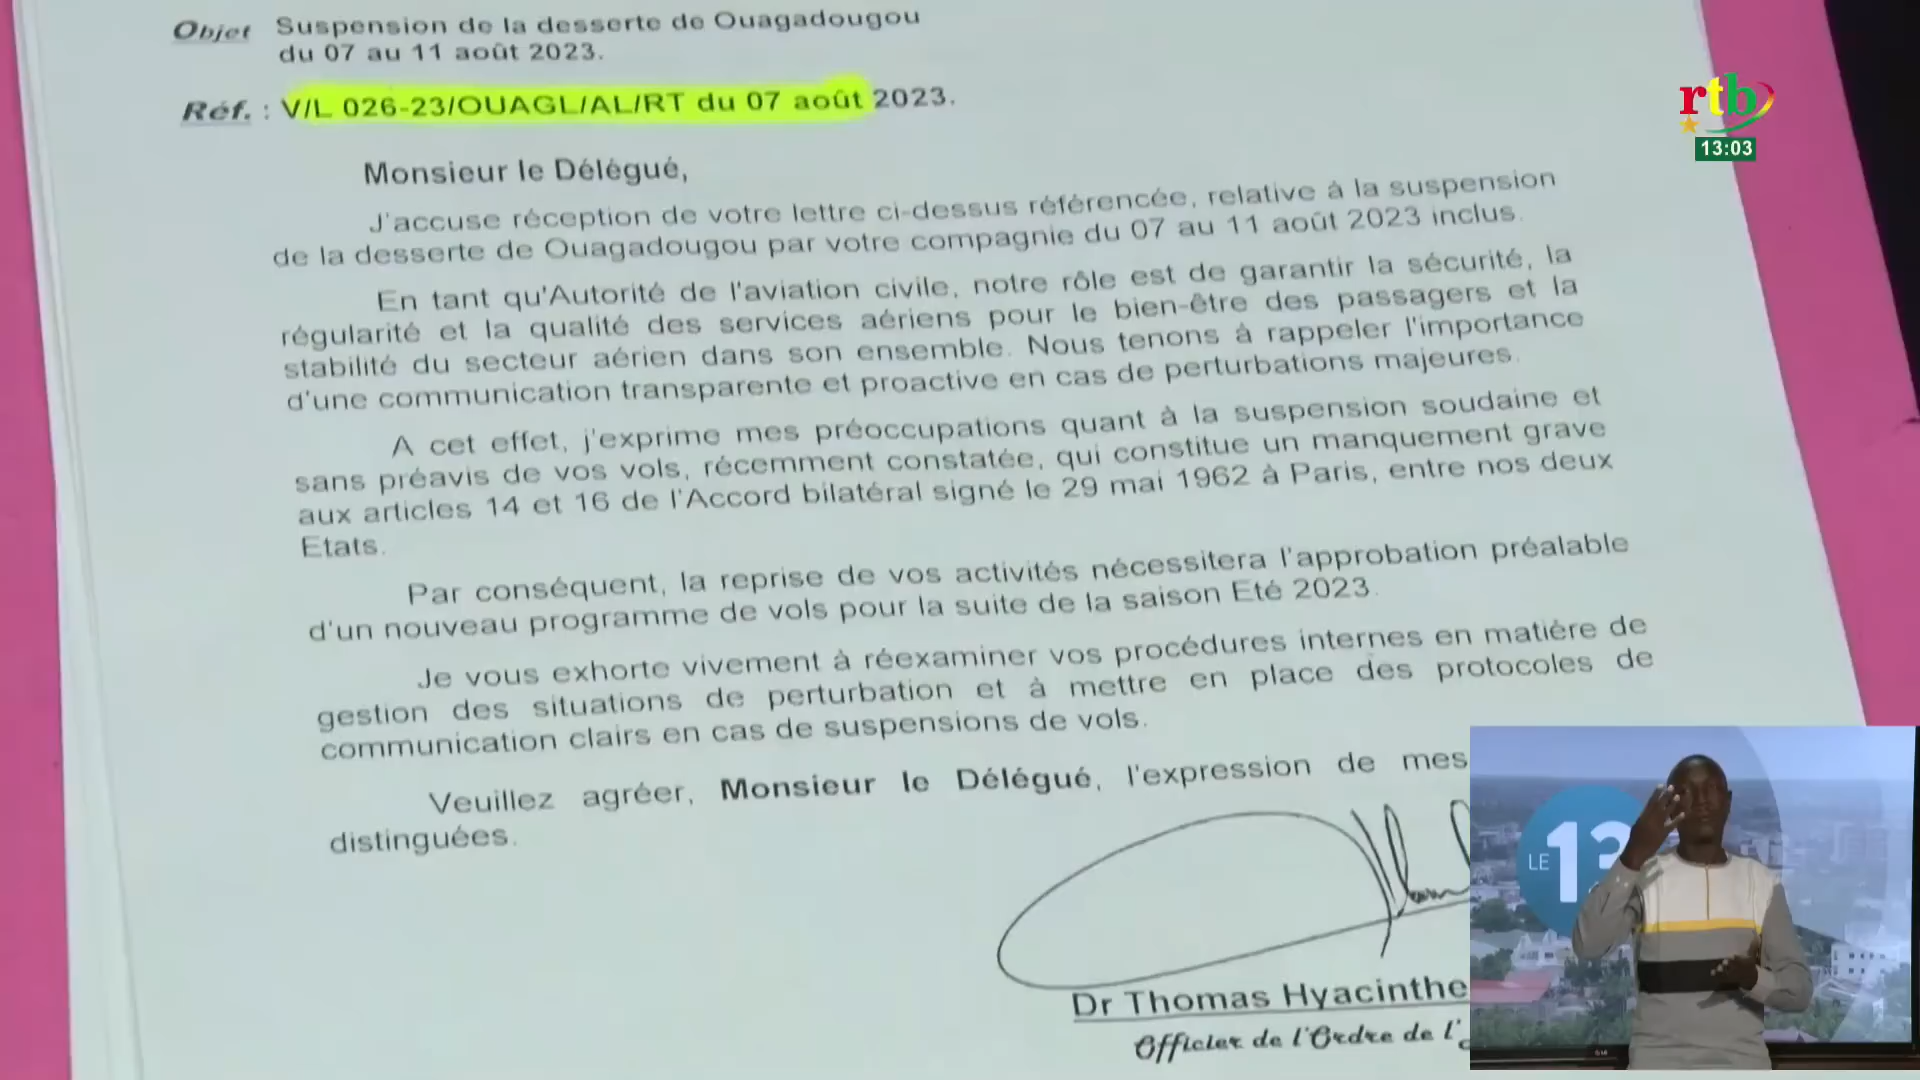 Objet Suspension de la desserte de Ouagadougou
du 07 au 11 août 2023.
Réf. : V/L 026-23/OUAGL/AL/RT du 07 août 2023.
rtb
13:03
Monsieur le Délégué,
J'accuse réception de votre lettre ci-dessus référencée, relative à la suspension
de la desserte de Ouagadougou par votre compagnie du 07 au 11 août 2023 inclus.
En tant qu'Autorité de l'aviation civile, notre rôle est de garantir la sécurité, la
régularité et la qualité des services aériens pour le bien-être des passagers et la
stabilité du secteur aérien dans son ensemble. Nous tenons à rappeler l'importance
d'une communication transparente et proactive en cas de perturbations majeures.
A cet effet, j'exprime mes préoccupations quant à la suspension soudaine et
sans préavis de vos vols, récemment constatée, qui constitue un manquement grave
aux articles 14 et 16 de l'Accord bilatéral signé le 29 mai 1962 à Paris, entre nos deux
Etats.
Par conséquent, la reprise de vos activités nécessitera l'approbation préalable
d'un nouveau programme de vols pour la suite de la saison Eté 2023.
Je vous exhorte vivement à réexaminer vos procédures internes en matière de
gestion des situations de perturbation et à mettre en place des protocoles de
communication clairs en cas de suspensions de vols.
Veuillez agréer, Monsieur le Délégué, l'expression de mes
distinguées.
Dr Thomas Hyacinthe
Officier de l'Ordre de l'
LE 13